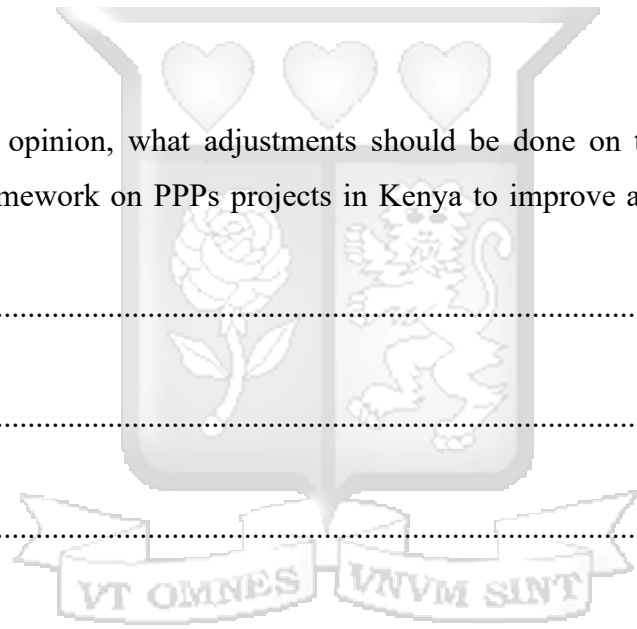 opinion, what adjustments should be done on
mework on PPPs projects in Kenya to improve a
....................................................................................................
....................................................................................................
....................................................................................................
VT OMNES VNVM SINT